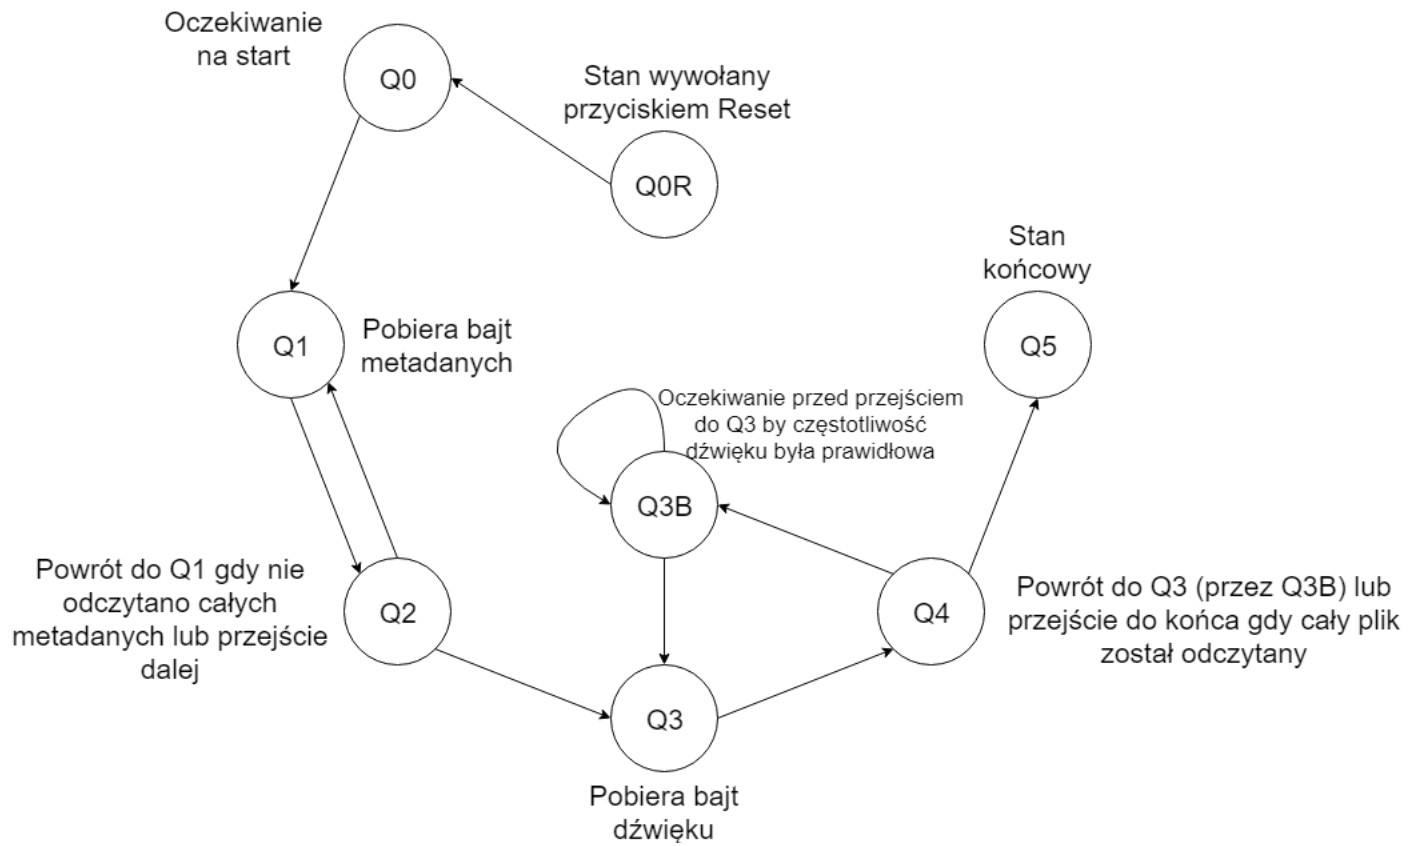 Oczekiwanie
na start
Q0
Stan wywołany
przyciskiem Reset
Q0R
Stan
końcowy
Q5
Q1
Pobiera bajt
metadanych
Oczekiwanie przed przejściem
do Q3 by częstotliwość
dźwięku była prawidłowa
Q3B
Powrót do Q1 gdy nie
odczytano całych
metadanych lub przejście
dalej
Q2
Q4
Powrót do Q3 (przez Q3B) lub
przejście do końca gdy cały plik
został odczytany
Q3
Pobiera bajt
dźwięku